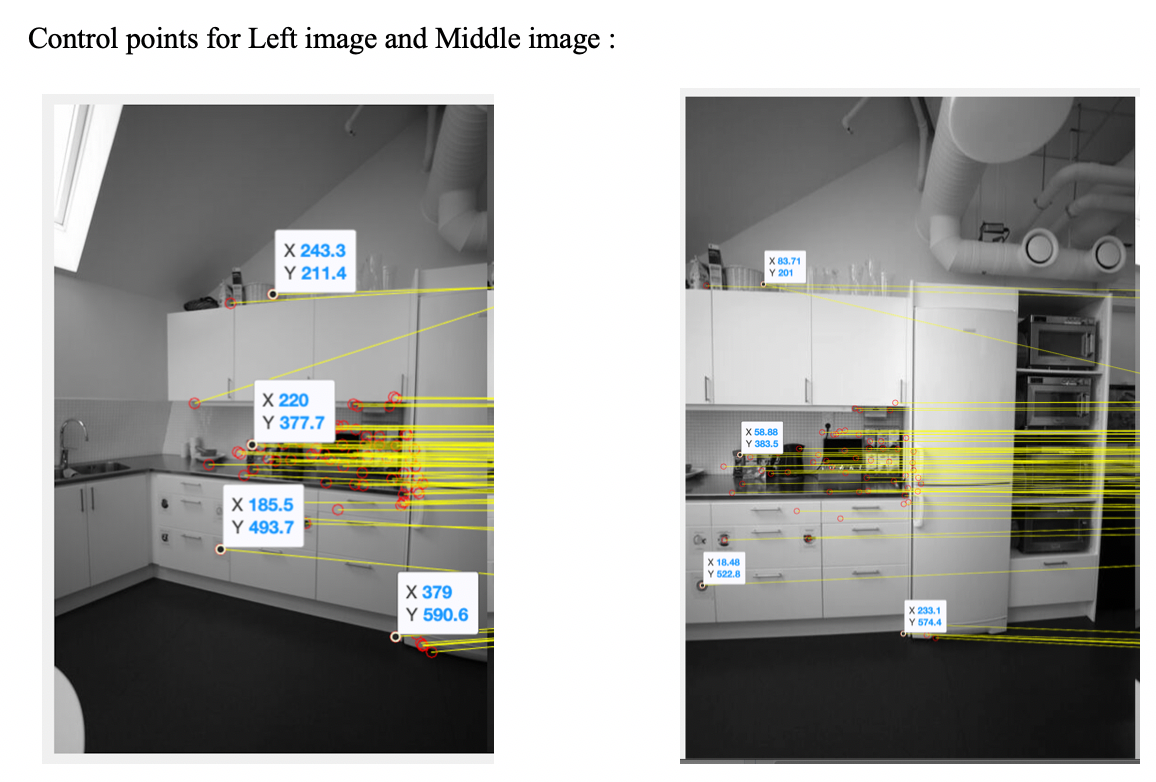 Control points for Left image and Middle image :
X 243.3
Y 211.4
X 220
Y 377.7
X 185.5
Y 493.7
X 379
Y 590.6
X 83.71
Y 201
X 58.88
Y 383.5
X 18.48
Y 522.8
X 233.1
Y 574.4